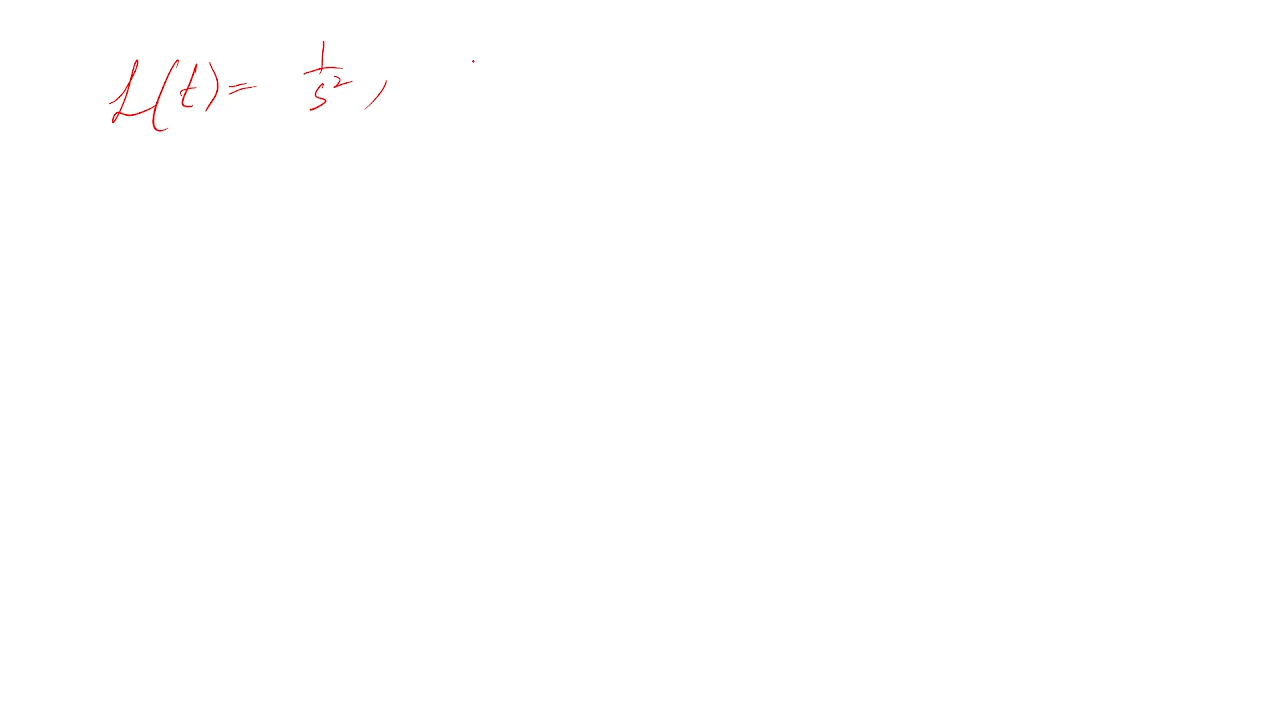 ℒ(t) = 1/s²,